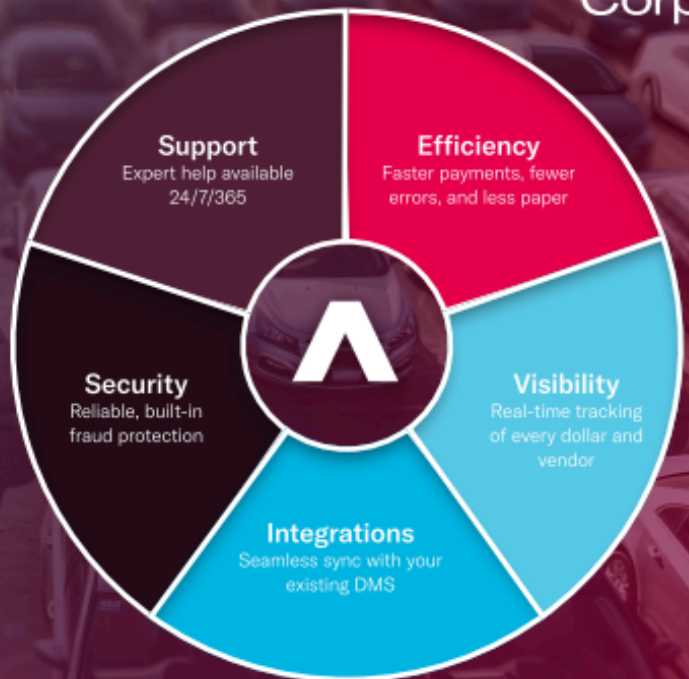 Support
Expert help available
24/7/365
Efficiency
Faster payments, fewer
errors, and less paper
Security
Reliable, built-in
fraud protection
Visibility
Real-time tracking
of every dollar and
vendor
Integrations
Seamless sync with your
existing DMS